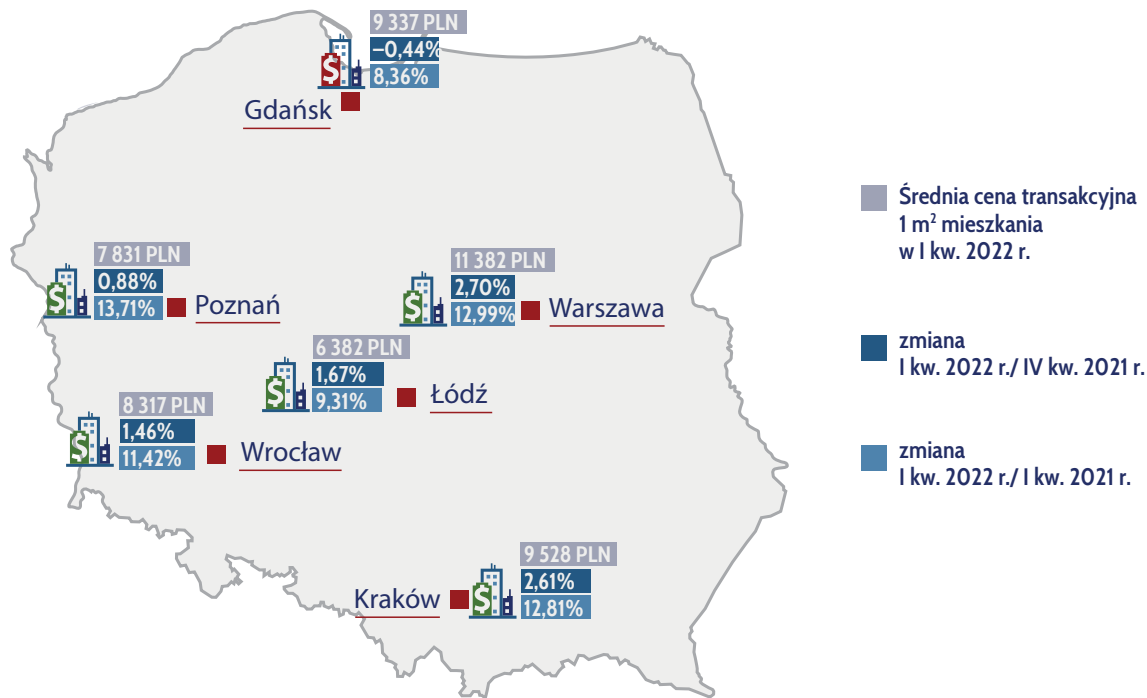 9 337 PLN
–0,44%
8,36%
Gdańsk
7 831 PLN
0,88%
13,71%
Poznań
11 382 PLN
2,70%
12,99%
Warszawa
6 382 PLN
1,67%
9,31%
Łódź
8 317 PLN
1,46%
11,42%
Wrocław
9 528 PLN
2,61%
12,81%
Kraków
Średnia cena transakcyjna
1 m² mieszkania
w I kw. 2022 r.
zmiana
I kw. 2022 r./ IV kw. 2021 r.
zmiana
I kw. 2022 r./ I kw. 2021 r.
$
$
$
$
$
$